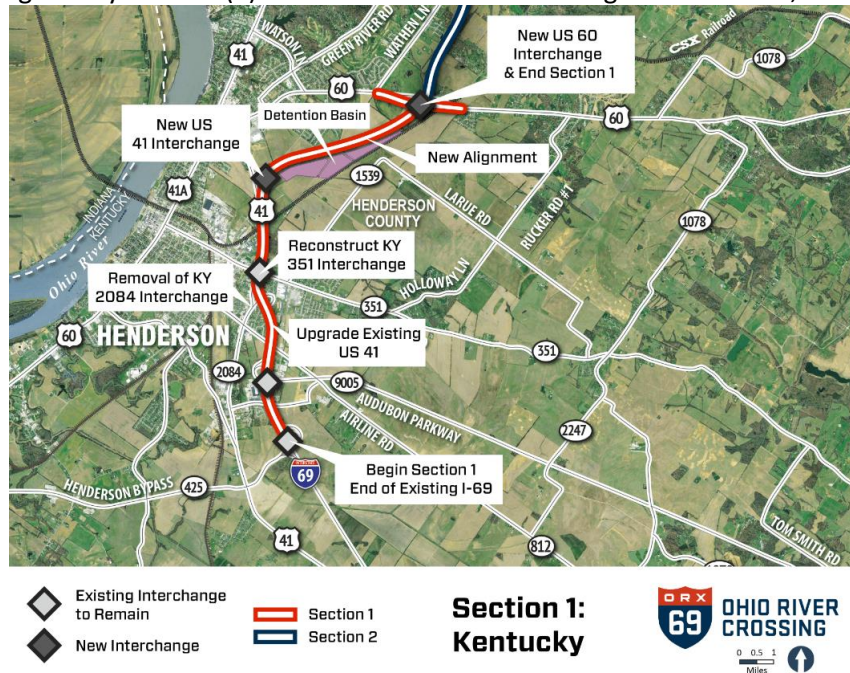 41
WATSON LN
GREEN RIVER RD
WATHEN LN
New US 60
Interchange
& End Section 1
CSX Railroad
1078
60
Detention Basin
New US
41 Interchange
60
New Alignment
41A
1539
LARUE RD
RUCKER RD #1
1078
INDIANA
KENTUCKY
41
HENDERSON
COUNTY
Ohio River
Reconstruct KY
351 Interchange
Removal of KY
2084 Interchange
HOLLOWAY LN
351
60
HENDERSON
Upgrade Existing
US 41
351
2084
9005
AUDUBON PARKWAY
AIRLINE RD
2247
Begin Section 1
End of Existing I-69
69
HENDERSON BYPASS
425
41
812
TOM SMITH RD
Existing Interchange
to Remain
New Interchange
Section 1
Section 2
Section 1:
Kentucky
ORX
69
OHIO RIVER
CROSSING
0 0.5 1
Miles